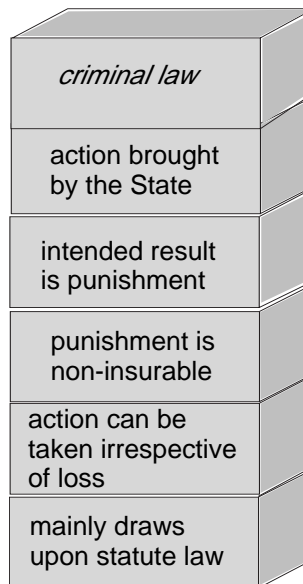 criminal law
action brought
by the State
intended result
is punishment
punishment is
non-insurable
action can be
taken irrespective
of loss
mainly draws
upon statute law